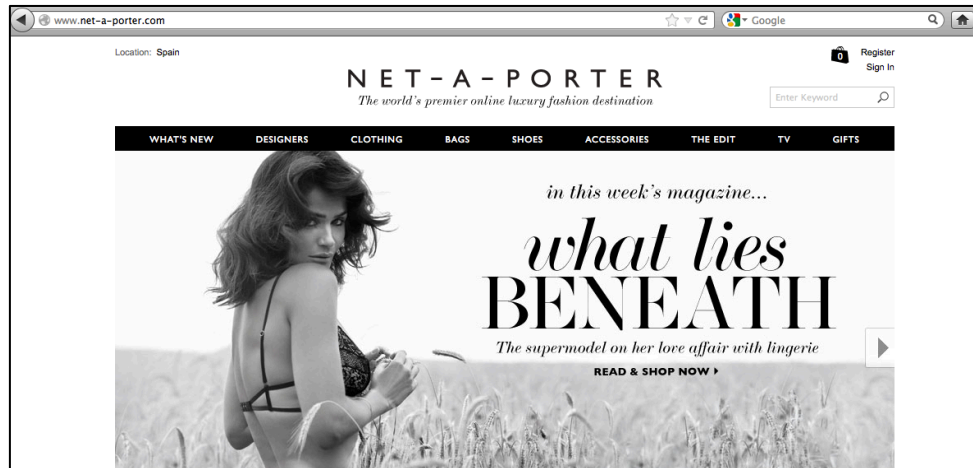 www.net-a-porter.com
Google
Location: Spain
0
Register
Sign In
NET-A-PORTER
The world's premier online luxury fashion destination
Enter Keyword
WHAT'S NEW DESIGNERS CLOTHING BAGS SHOES ACCESSORIES THE EDIT TV GIFTS
in this week's magazine...
what lies
BENEATH
The supermodel on her love affair with lingerie
READ & SHOP NOW